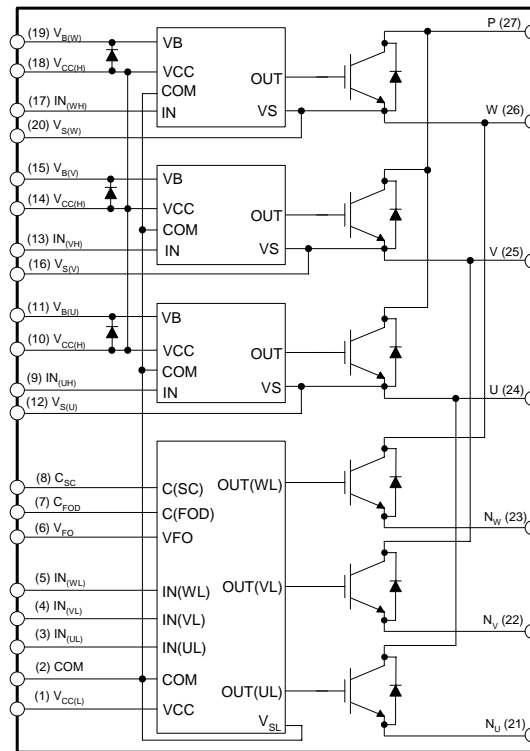 (19) VB(W)
(18) VCC(H)
(17) IN(WH)
(20) VS(W)
VB
VCC
COM
IN
OUT
VS
P (27)
W (26)
(15) VB(V)
(14) VCC(H)
(13) IN(VH)
(16) VS(V)
VB
VCC
COM
IN
OUT
VS
V (25)
(11) VB(U)
(10) VCC(H)
(9) IN(UH)
(12) VS(U)
VB
VCC
COM
IN
OUT
VS
U (24)
(8) CSC
(7) CFOD
(6) VFO
(5) IN(WL)
(4) IN(VL)
(3) IN(UL)
(2) COM
(1) VCC(L)
C(SC)
C(FOD)
VFO
IN(WL)
IN(VL)
IN(UL)
COM
VCC
OUT(WL)
OUT(VL)
OUT(UL)
VSL
NW (23)
NV (22)
NU (21)